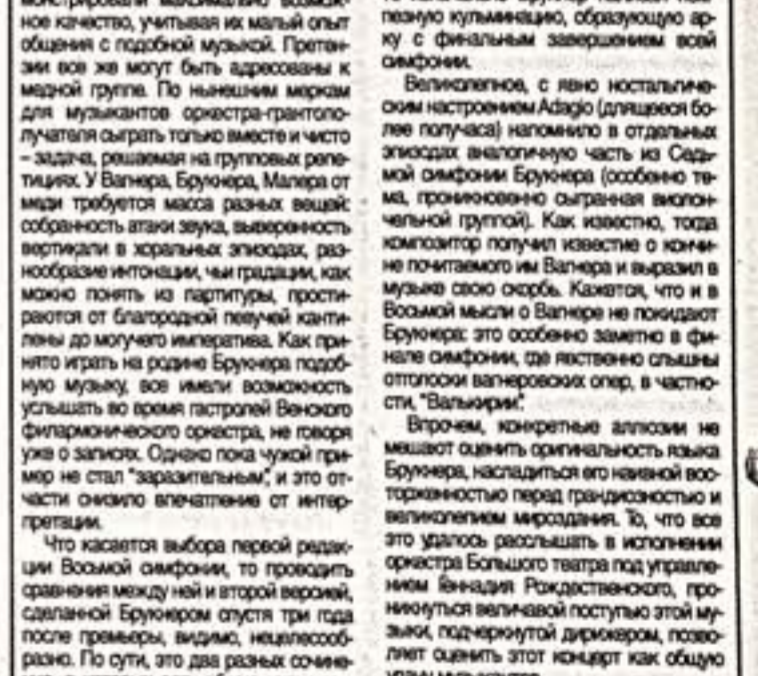 монстрировали максимально возмож-
ное качество, учитывая их малый опыт
общения с подобной музыкой. Претен-
зии все же могут быть адресованы к
медной группе. По нынешним меркам
для музыкантов оркестра-грантопо-
лучателя сыграть только вместе и чисто
– задача, решаемая на групповых репе-
тициях. У Вагнера, Брукнера, Малера от
меди требуется масса разных вещей:
собранность атаки звука, выверенность
вертикали в хоральных эпизодах, раз-
нообразие интонации, чьи градации, как
можно понять из партитуры, прости-
раются от благородной певучей канти-
лены до могучего императива. Как при-
нято играть на родине Брукнера подоб-
ную музыку, все имели возможность
услышать во время гастролей Венского
филармонического оркестра, не говоря
уже о записях. Однако пока чужой при-
мер не стал "заразительным", и это от-
части снизило впечатление от интер-
претации.
Что касается выбора первой редак-
ции Восьмой симфонии, то проводить
сравнения между ней и второй версией,
сделанной Брукнером спустя три года
после премьеры, видимо, нецелесооб-
разно. По сути, это два разных сочине-
пезную кульминацию, образующую ар-
ку с финальным завершением всей
симфонии.
Великолепное, с явно ностальгиче-
ским настроением Adagio (длящееся бо-
лее получаса) напомнило в отдельных
эпизодах аналогичную часть из Седь-
мой симфонии Брукнера (особенно те-
ма, проникновенно сыгранная виолон-
чельной группой). Как известно, тогда
композитор получил известие о кончи-
не почитаемого им Вагнера и выразил в
музыке свою скорбь. Кажется, что и в
Восьмой мысли о Вагнере не покидают
Брукнера: это особенно заметно в фи-
нале симфонии, где явственно слышны
отголоски вагнеровских опер, в частно-
сти, "Валькирии".
Впрочем, конкретные аллюзии не
мешают оценить оригинальность языка
Брукнера, насладиться его наивной вос-
торженностью перед грандиозностью и
великолепием мироздания. То, что все
это удалось расслышать в исполнении
оркестра Большого театра под управле-
нием Геннадия Рождественского, про-
никнуться величавой поступью этой му-
зыки, подчеркнутой дирижером, позво-
ляет оценить этот концерт как общую